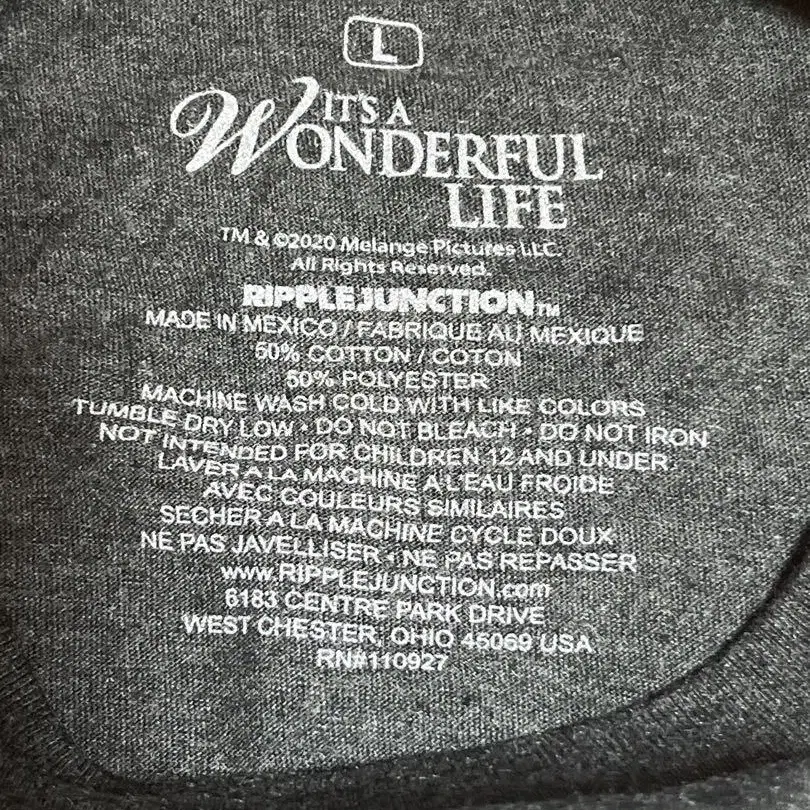 L
IT'S A
WONDERFUL
LIFE
TM & ©2020 Melange Pictures LLC.
All Rights Reserved.
RIPPLE JUNCTION™
MADE IN MEXICO / FABRIQUE AU MEXIQUE
50% COTTON / COTON
50% POLYESTER
MACHINE WASH COLD WITH LIKE COLORS
TUMBLE DRY LOW • DO NOT BLEACH • DO NOT IRON
NOT INTENDED FOR CHILDREN 12 AND UNDER.
LAVER A LA MACHINE A L'EAU FROIDE
AVEC COULEURS SIMILAIRES
SECHER A LA MACHINE CYCLE DOUX
NE PAS JAVELLISER • NE PAS REPASSER
www.RIPPLEJUNCTION.com
6183 CENTRE PARK DRIVE
WEST CHESTER, OHIO 45069 USA
RN#110927